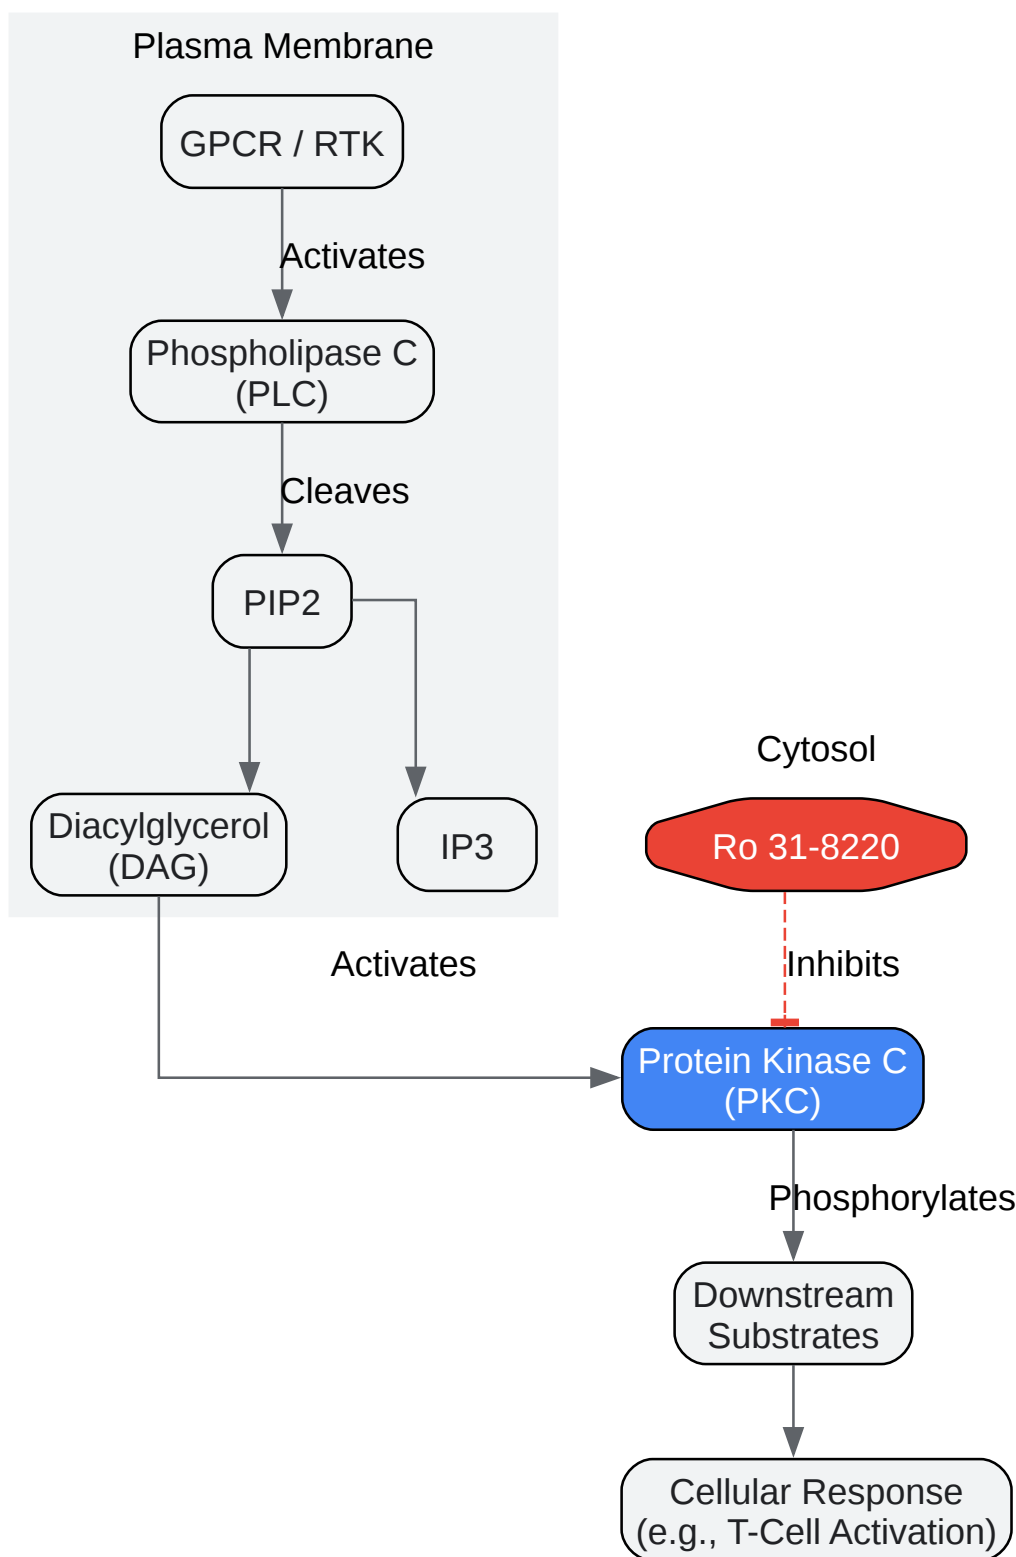 Plasma Membrane
GPCR / RTK
Activates
Phospholipase C
(PLC)
Cleaves
PIP2
Diacylglycerol
(DAG)
IP3
Cytosol
Ro 31-8220
Activates
Inhibits
Protein Kinase C
(PKC)
Phosphorylates
Downstream
Substrates
Cellular Response
(e.g., T-Cell Activation)